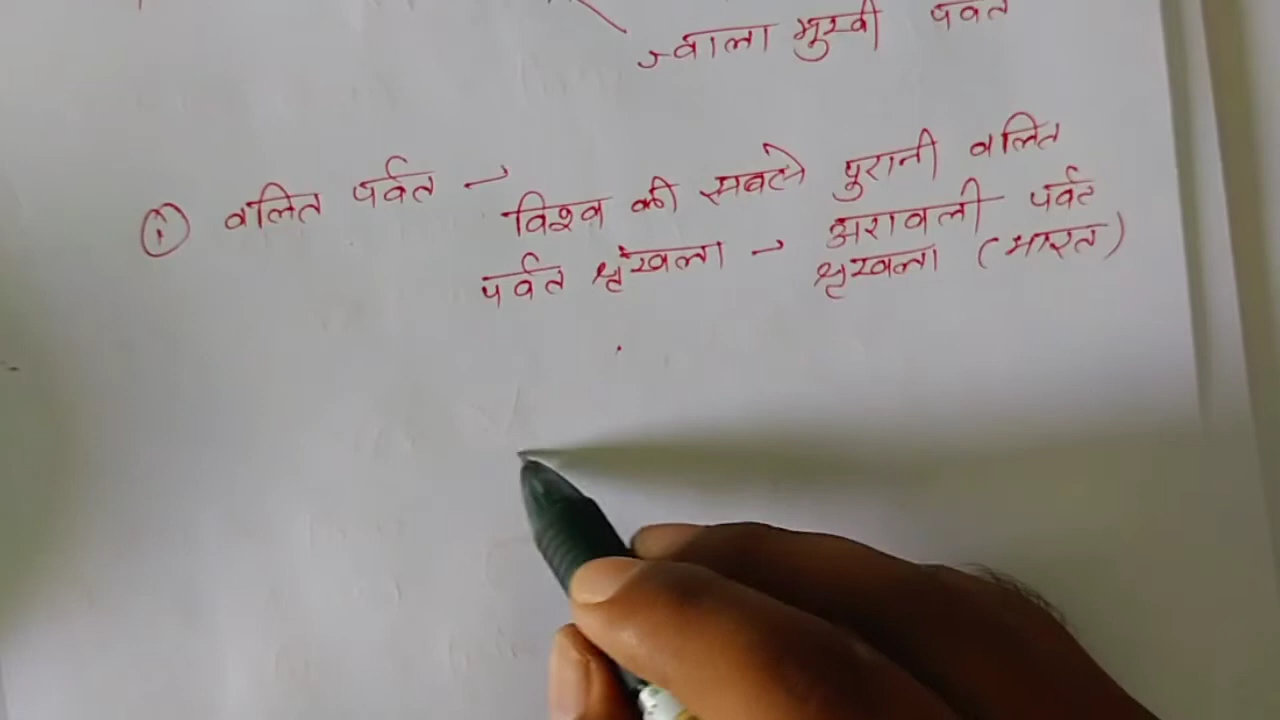 ज्वाला मुखी पर्वत
(i) वलित पर्वत → विश्व की सबसे पुरानी वलित
पर्वत श्रृंखला → अरावली पर्वत
श्रृखला (भारत)